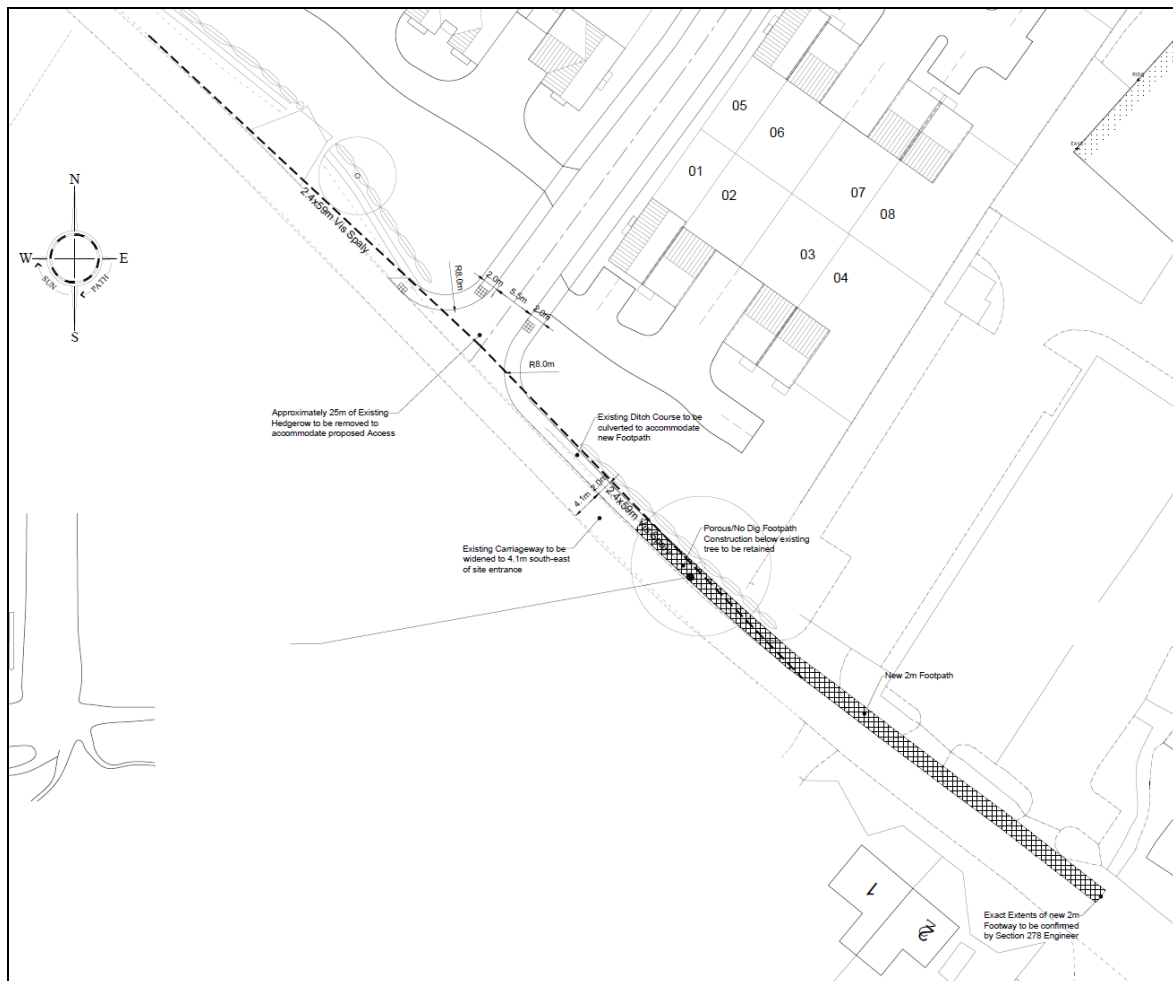 05
06
01
02
07
08
03
04
N
W
E
S
SUN
PATH
2.4x59m Vis Spaly
R8.0m
2.0m
5.5m
2.0m
R8.0m
Approximately 25m of Existing
Hedgerow to be removed to
accommodate proposed Access
Existing Ditch Course to be
culverted to accommodate
new Footpath
4.1m
2.0m
2.4x59m Vis
Existing Carriageway to be
widened to 4.1m south-east
of site entrance
Porous/No Dig Footpath
Construction below existing
tree to be retained
New 2m Footpath
1
2
Exact Extents of new 2m
Footway to be confirmed
by Section 278 Engineer